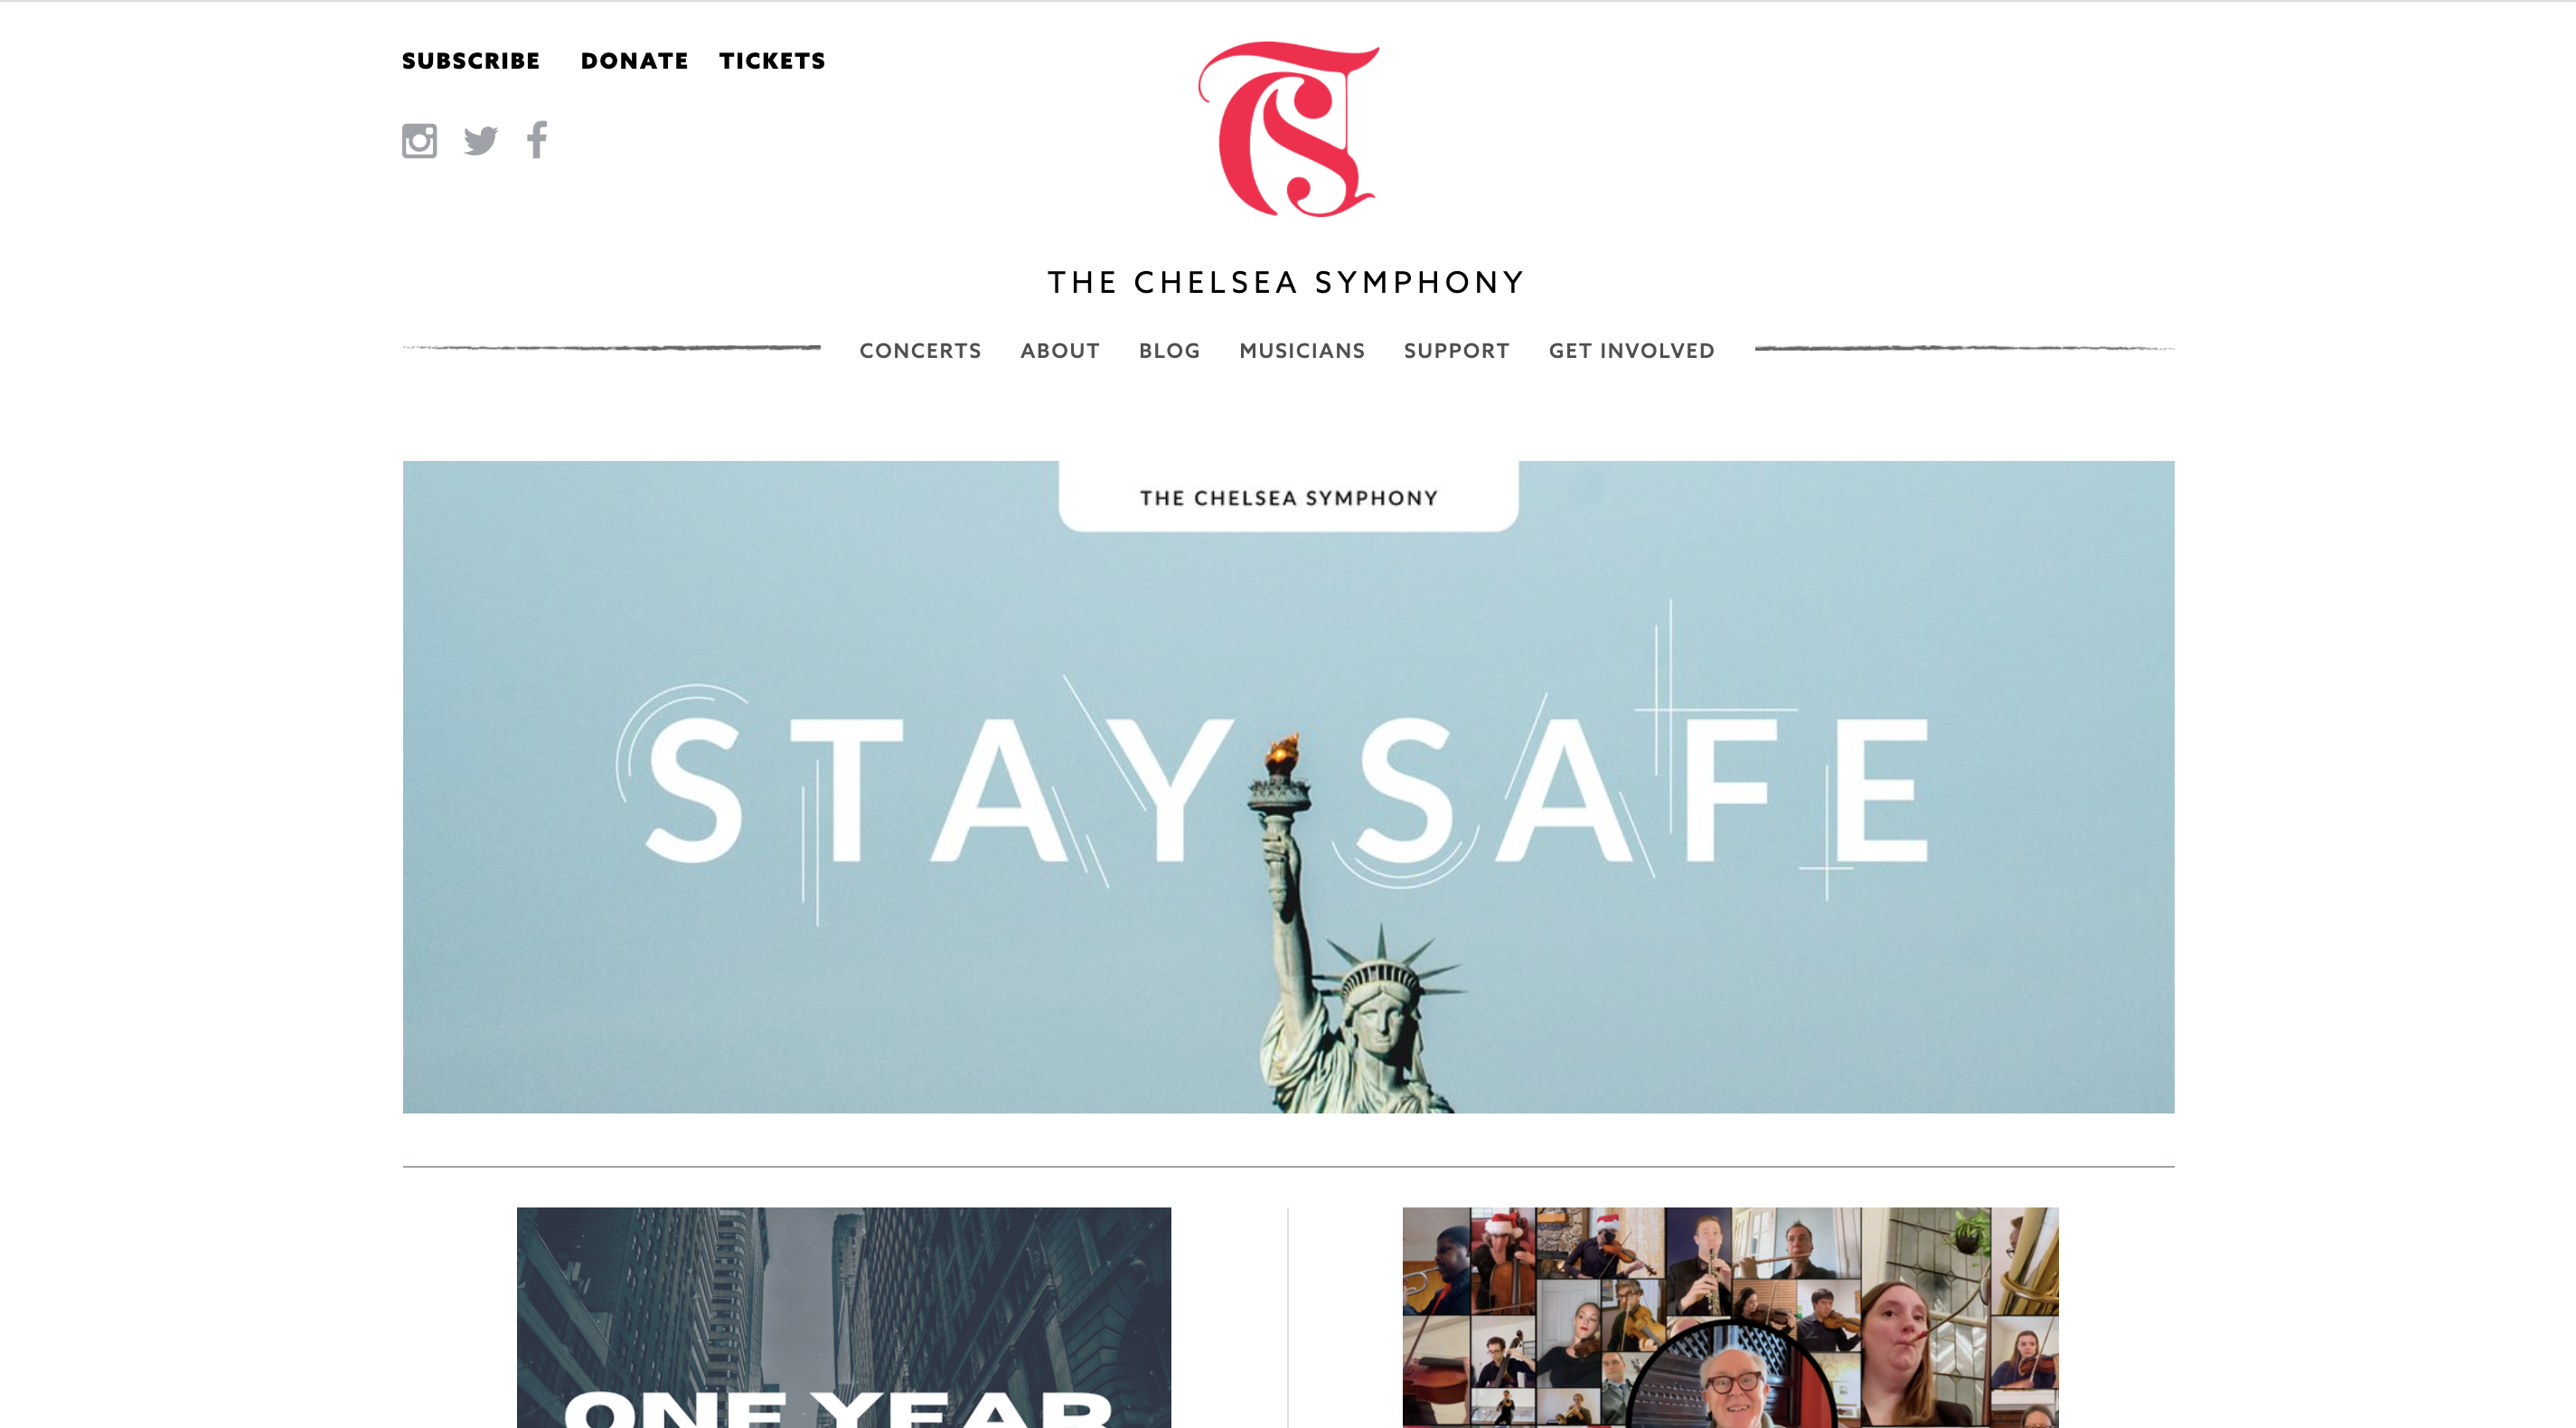 SUBSCRIBE DONATE TICKETS
THE CHELSEA SYMPHONY
CONCERTS ABOUT BLOG MUSICIANS SUPPORT GET INVOLVED
THE CHELSEA SYMPHONY
STAY SAFE
ONE YEAR